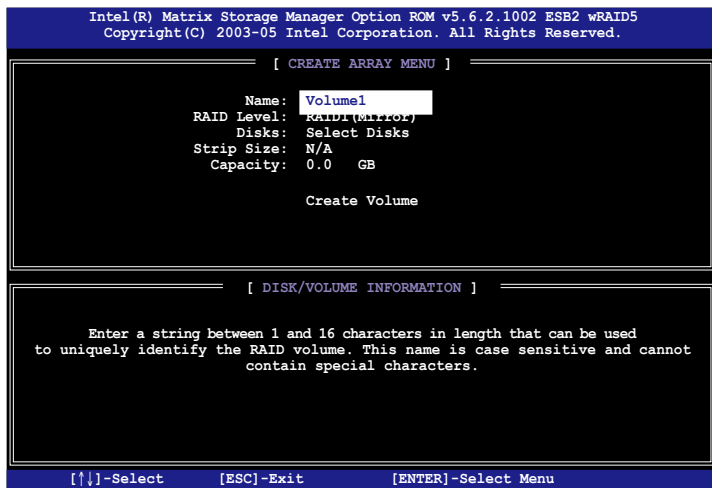 Intel(R) Matrix Storage Manager Option ROM v5.6.2.1002 ESB2 wRAID5
Copyright(C) 2003-05 Intel Corporation. All Rights Reserved.
[ CREATE ARRAY MENU ]
Name: Volume1
RAID Level: RAID1(Mirror)
Disks: Select Disks
Strip Size: N/A
Capacity: 0.0 GB
Create Volume
[ DISK/VOLUME INFORMATION ]
Enter a string between 1 and 16 characters in length that can be used
to uniquely identify the RAID volume. This name is case sensitive and cannot
contain special characters.
[↑↓]-Select [ESC]-Exit [ENTER]-Select Menu